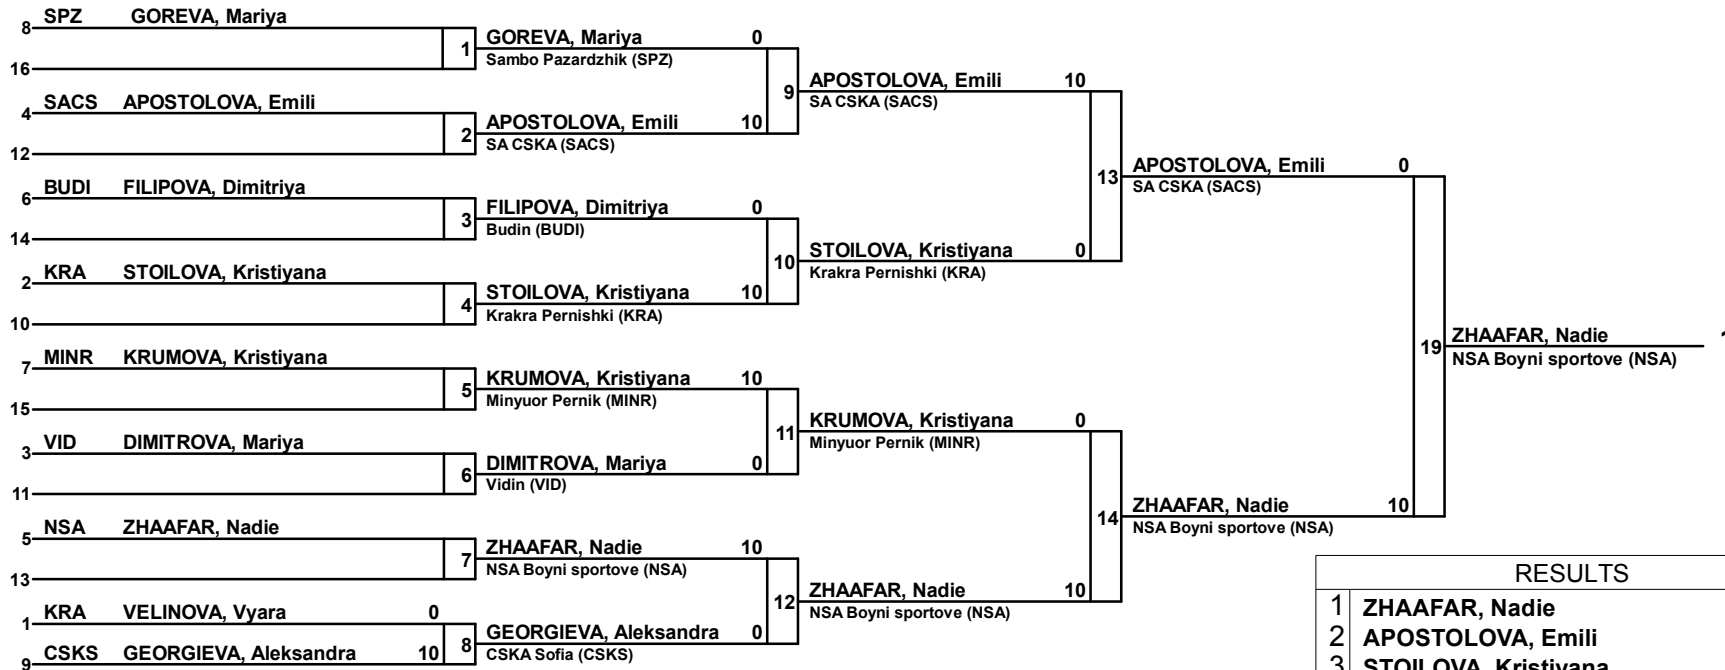 SPZ GOREVA, Mariya
8
1
GOREVA, Mariya 0
Sambo Pazardzhik (SPZ)
16
9
APOSTOLOVA, Emili 10
SA CSKA (SACS)
SACS APOSTOLOVA, Emili
4
2
APOSTOLOVA, Emili 10
SA CSKA (SACS)
12
13
APOSTOLOVA, Emili 0
SA CSKA (SACS)
BUDI FILIPOVA, Dimitriya
6
3
FILIPOVA, Dimitriya 0
Budin (BUDI)
14
10
STOILOVA, Kristiyana 0
Krakra Pernishki (KRA)
KRA STOILOVA, Kristiyana
2
4
STOILOVA, Kristiyana 10
Krakra Pernishki (KRA)
10
19
ZHAAFAR, Nadie
NSA Boyni sportove (NSA)
MINR KRUMOVA, Kristiyana
7
5
KRUMOVA, Kristiyana 10
Minyuor Pernik (MINR)
15
11
KRUMOVA, Kristiyana 0
Minyuor Pernik (MINR)
VID DIMITROVA, Mariya
3
6
DIMITROVA, Mariya 0
Vidin (VID)
11
14
ZHAAFAR, Nadie 10
NSA Boyni sportove (NSA)
NSA ZHAAFAR, Nadie
5
7
ZHAAFAR, Nadie 10
NSA Boyni sportove (NSA)
13
12
ZHAAFAR, Nadie 10
NSA Boyni sportove (NSA)
KRA VELINOVA, Vyara 0
1
8
GEORGIEVA, Aleksandra 0
CSKA Sofia (CSKS)
CSKS GEORGIEVA, Aleksandra 10
9
RESULTS
1 ZHAAFAR, Nadie
2 APOSTOLOVA, Emili
3 STOILOVA, Kristiyana